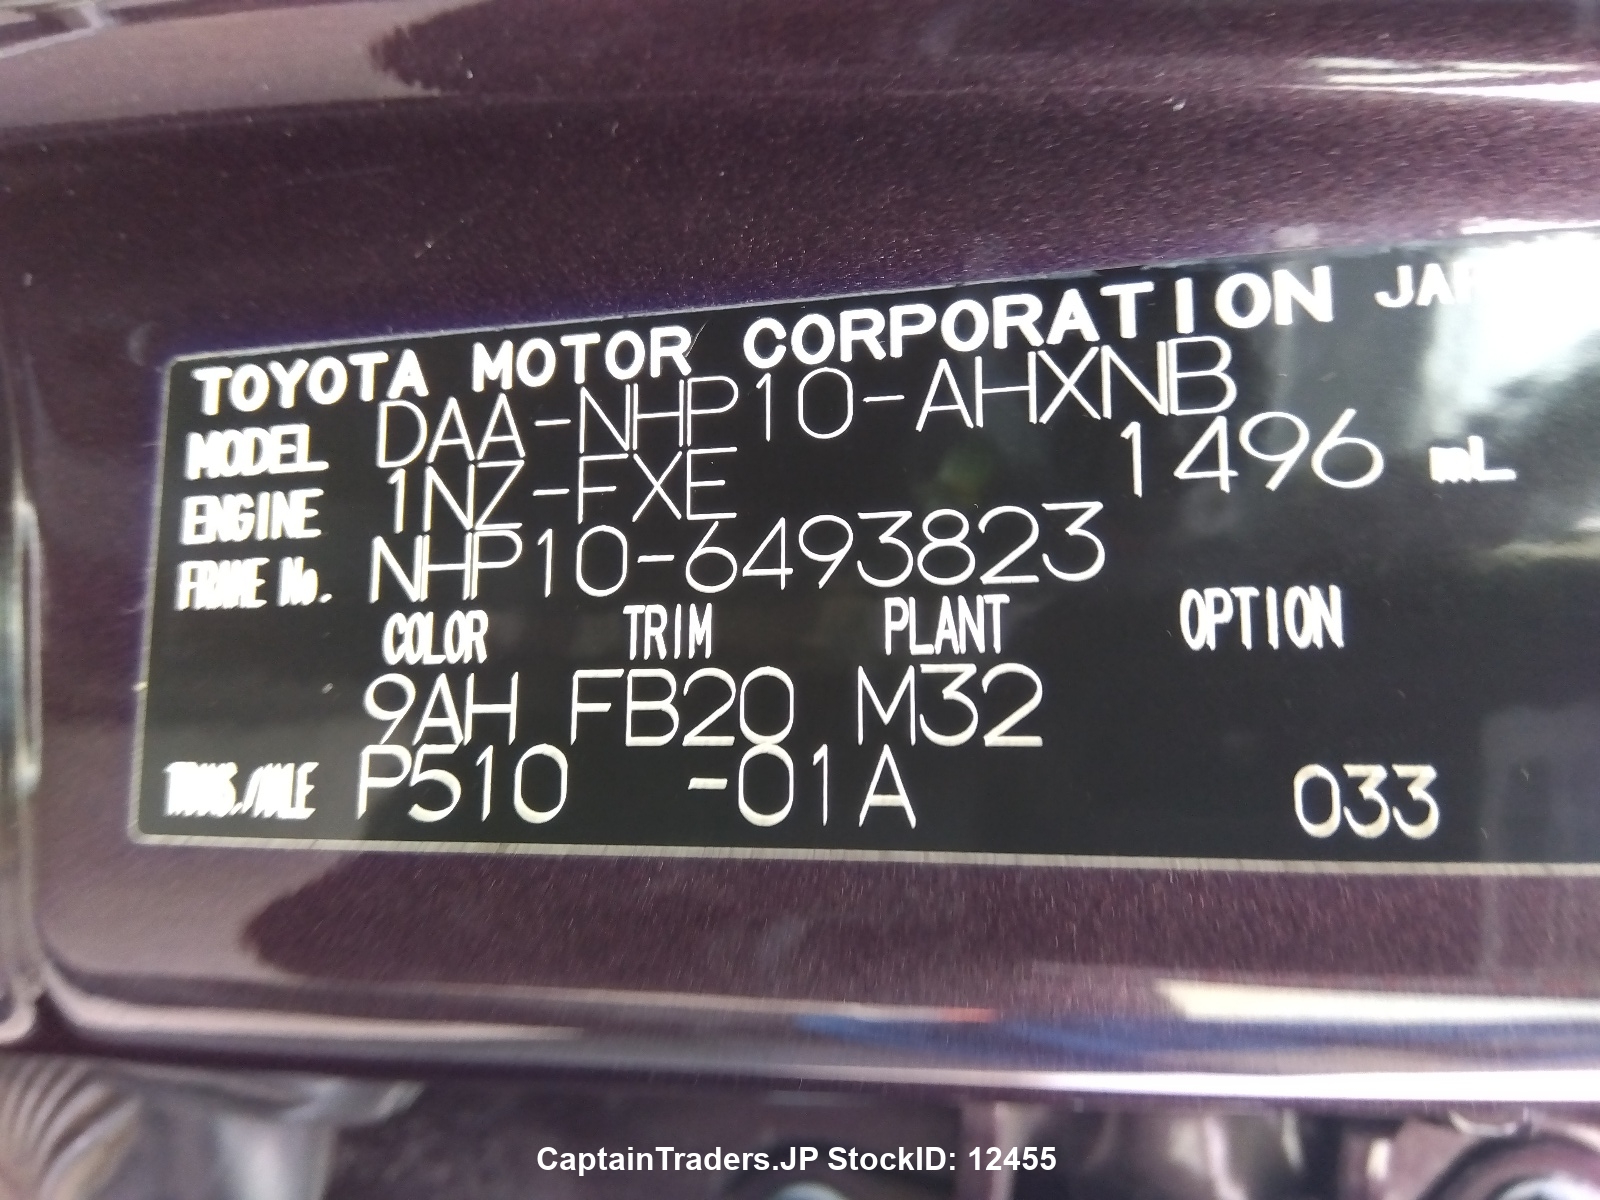 TOYOTA MOTOR CORPORATION JAP
MODEL DAA-NHP10-AHXNB
ENGINE 1NZ-FXE 1496 mL
FRAME No. NHP10-6493823
COLOR TRIM PLANT OPTION
9AH FB20 M32
TRANS./AXLE P510 -01A 033
CaptainTraders.JP StockID: 12455